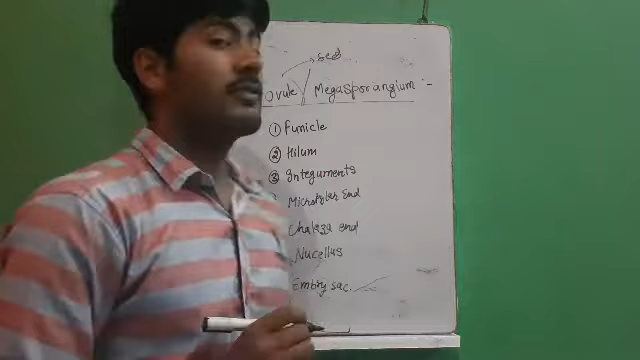 seed
Ovule / Megasporangium :-
① Funicle
② Hilum
③ Integuments
Micropylar End
Chalaza end
Nucellus
Embryo sac.